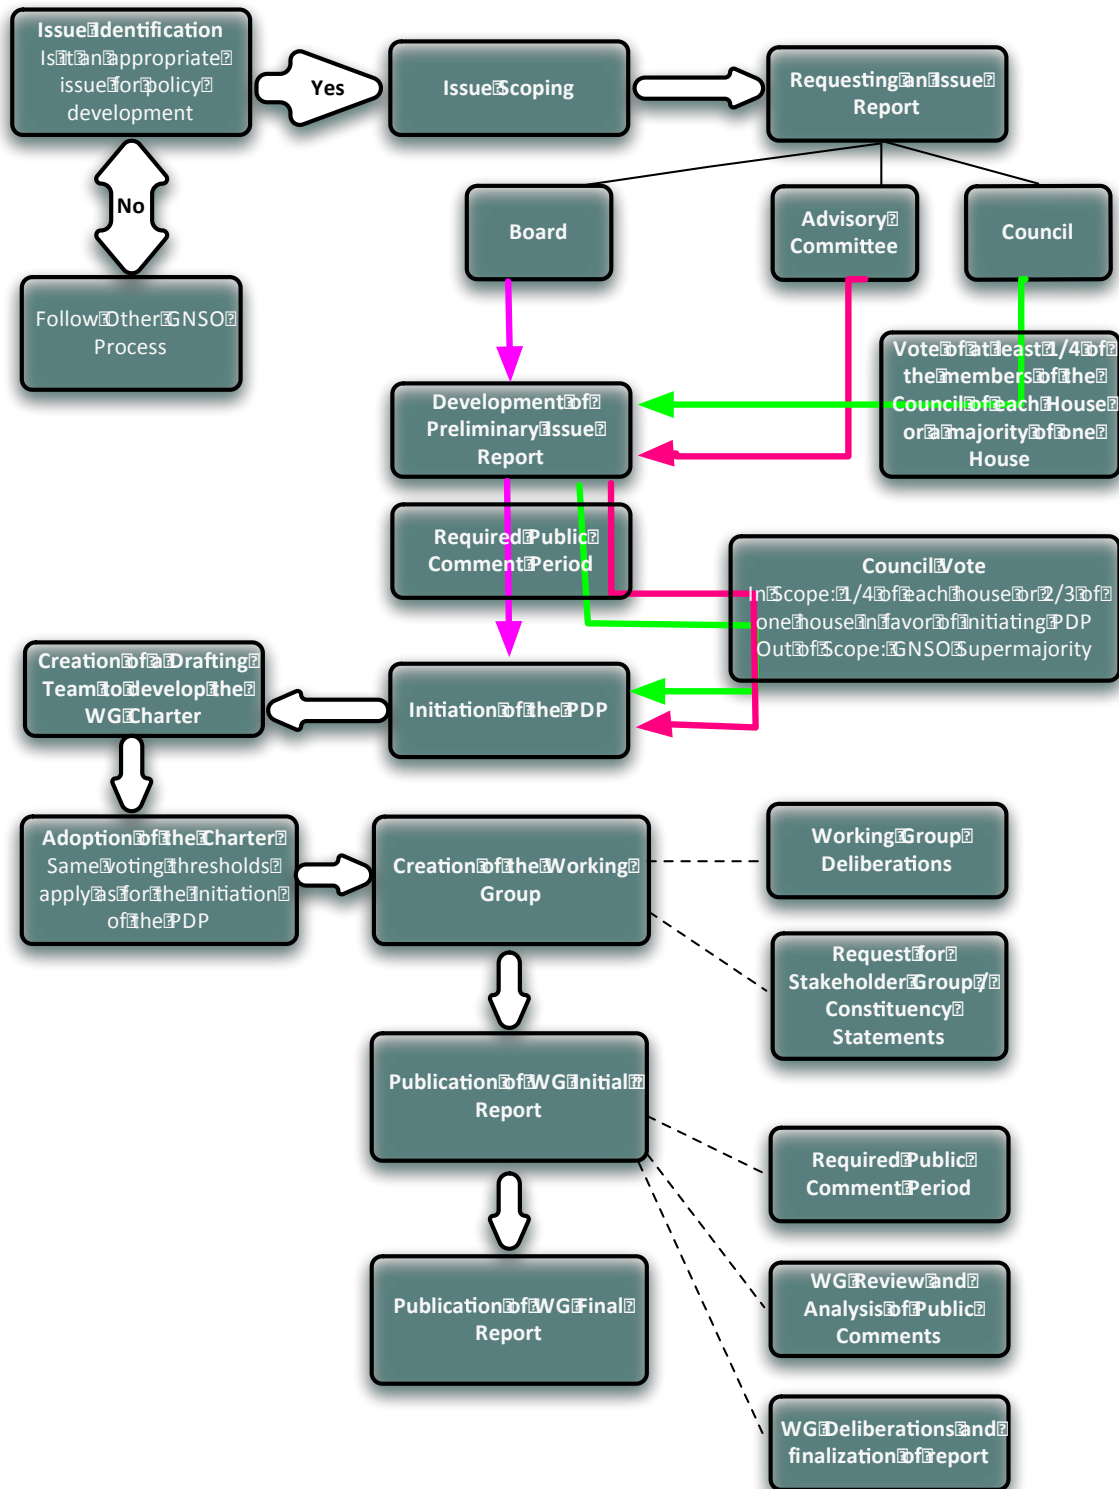 Issue Identification
Is it an appropriate
issue for policy
development
Yes
Issue Scoping
Requesting an Issue
Report
No
Follow Other GNSO
Process
Board
Advisory
Committee
Council
Vote of at least 1/4 of
the members of the
Council of each House
or a majority of one
House
Development of
Preliminary Issue
Report
Required Public
Comment Period
Council Vote
In Scope: 1/4 of each house or 2/3 of
one house in favor of initiating PDP
Out of Scope: GNSO Supermajority
Creation of a Drafting
Team to develop the
WG Charter
Initiation of the PDP
Adoption of the Charter
Same voting thresholds
apply as for the Initiation
of the PDP
Creation of the Working
Group
Working Group
Deliberations
Request for
Stakeholder Group /
Constituency
Statements
Publication of WG Initial
Report
Required Public
Comment Period
WG Review and
Analysis of Public
Comments
Publication of WG Final
Report
WG Deliberations and
finalization of report